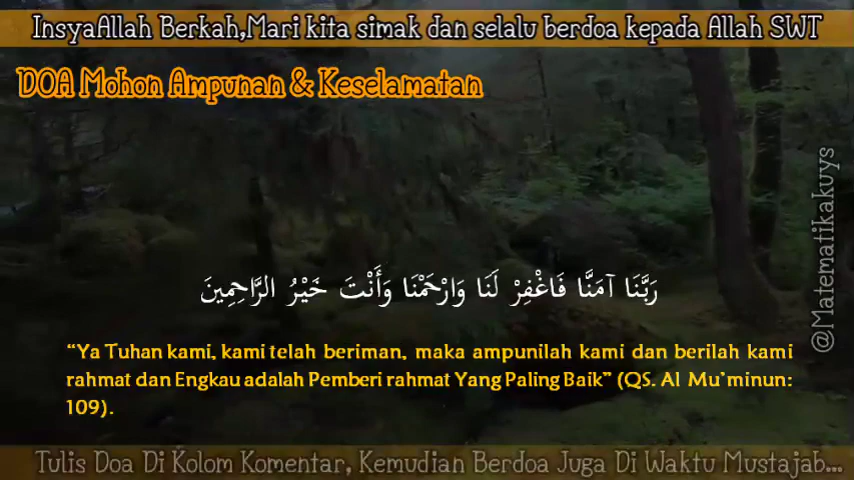 InsyaAllah Berkah,Mari kita simak dan selalu berdoa kepada Allah SWT
DOA Mohon Ampunan & Keselamatan
رَبَّنَا آمَنَّا فَاغْفِرْ لَنَا وَارْحَمْنَا وَأَنْتَ خَيْرُ الرَّاحِمِينَ
“Ya Tuhan kami, kami telah beriman, maka ampunilah kami dan berilah kami
rahmat dan Engkau adalah Pemberi rahmat Yang Paling Baik” (QS. Al Mu’minun:
109).
@Matematikakuys
Tulis Doa Di Kolom Komentar, Kemudian Berdoa Juga Di Waktu Mustajab...